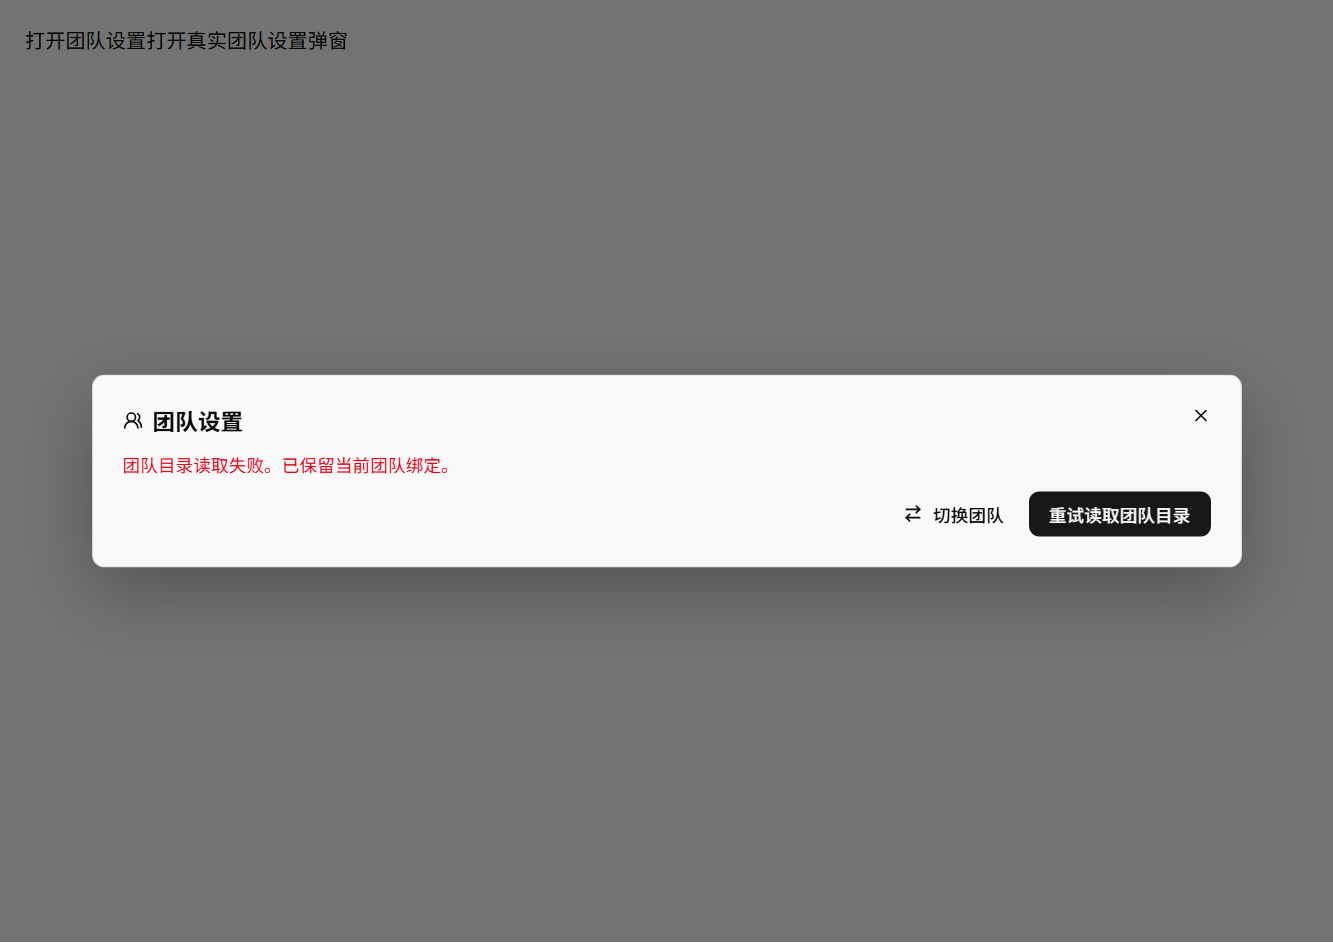 打开团队设置打开真实团队设置弹窗
团队设置
团队目录读取失败。已保留当前团队绑定。
切换团队
重试读取团队目录